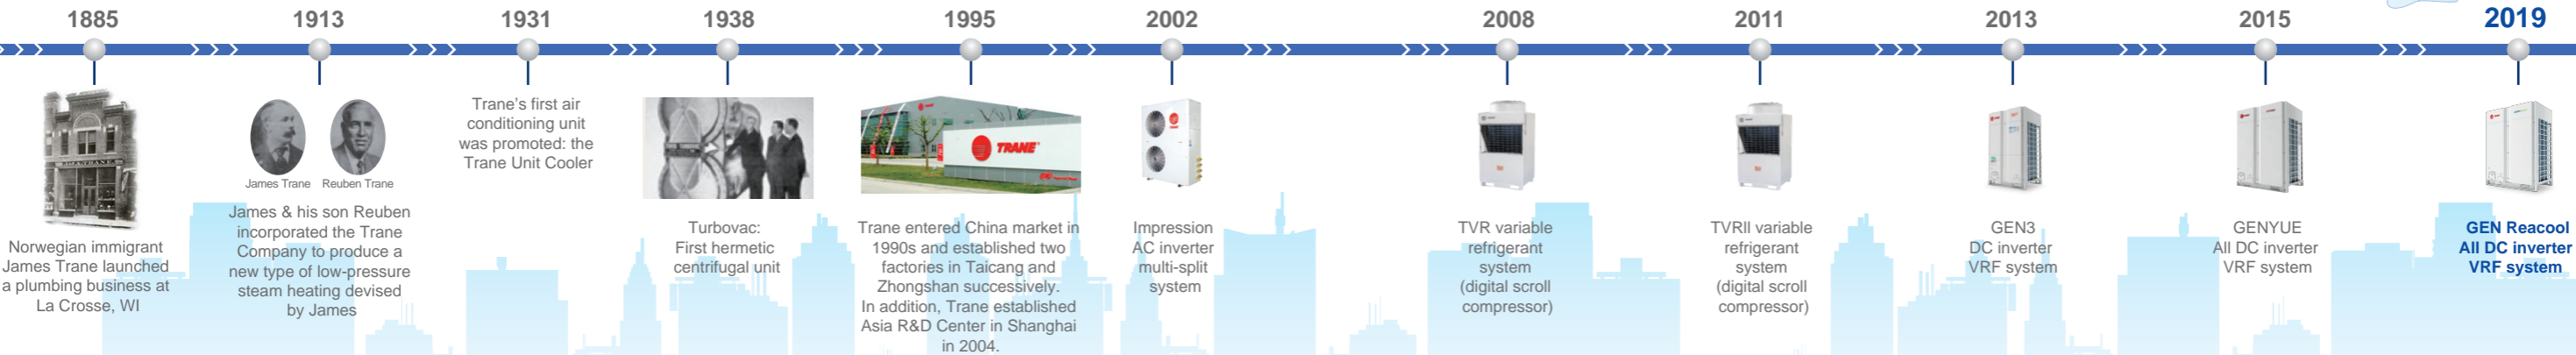 1885
Norwegian immigrant
James Trane launched
a plumbing business at
La Crosse, WI
1913
James Trane
Reuben Trane
James & his son Reuben
incorporated the Trane
Company to produce a
new type of low-pressure
steam heating devised
by James
1931
Trane's first air
conditioning unit
was promoted: the
Trane Unit Cooler
1938
Turbovac:
First hermetic
centrifugal unit
1995
TRANE
Trane entered China market in
1990s and established two
factories in Taicang and
Zhongshan successively.
In addition, Trane established
Asia R&D Center in Shanghai
in 2004.
2002
Impression
AC inverter
multi-split
system
2008
TVR variable
refrigerant
system
(digital scroll
compressor)
2011
TVRII variable
refrigerant
system
(digital scroll
compressor)
2013
GEN3
DC inverter
VRF system
2015
GENYUE
All DC inverter
VRF system
2019
GEN Reacool
All DC inverter
VRF system